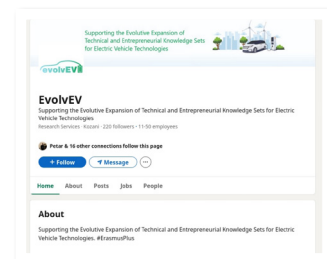 Supporting the Evolutive Expansion of
Technical and Entrepreneurial Knowledge Sets
for Electric Vehicle Technologies
evolvEV
EvolvEV
Supporting the Evolutive Expansion of Technical and Entrepreneurial Knowledge Sets for Electric
Vehicle Technologies
Research Services · Kozani · 220 followers · 11-50 employees
Petar & 16 other connections follow this page
+ Follow
Message
Home About Posts Jobs People
About
Supporting the Evolutive Expansion of Technical and Entrepreneurial Knowledge Sets for Electric
Vehicle Technologies. #ErasmusPlus